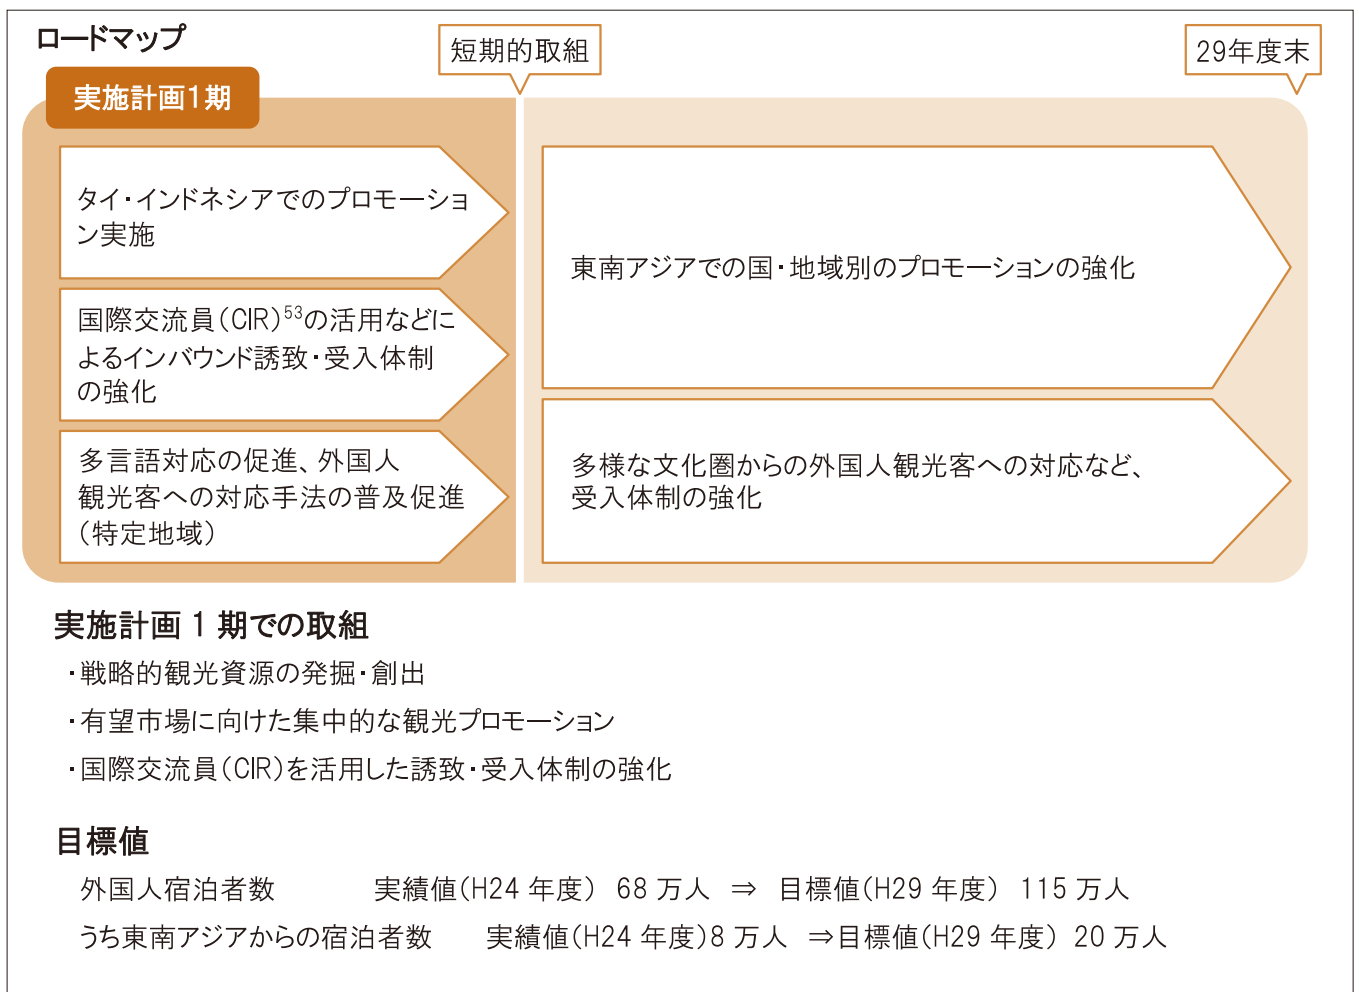 ロードマップ
短期的取組
29年度末
実施計画1期
タイ・インドネシアでのプロモーショ
ン実施
国際交流員(CIR)53の活用などに
よるインバウンド誘致・受入体制
の強化
多言語対応の促進、外国人
観光客への対応手法の普及促進
(特定地域)
東南アジアでの国・地域別のプロモーションの強化
多様な文化圏からの外国人観光客への対応など、
受入体制の強化
実施計画 1 期での取組
・戦略的観光資源の発掘・創出
・有望市場に向けた集中的な観光プロモーション
・国際交流員(CIR)を活用した誘致・受入体制の強化
目標値
外国人宿泊者数 実績値(H24 年度) 68 万人 ⇒ 目標値(H29 年度) 115 万人
うち東南アジアからの宿泊者数 実績値(H24 年度)8 万人 ⇒目標値(H29 年度) 20 万人